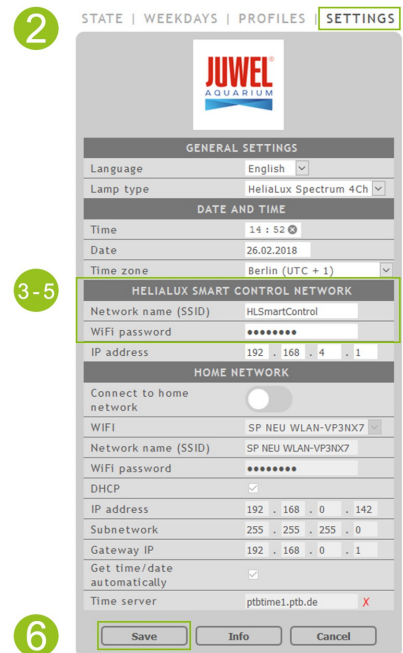 2
STATE | WEEKDAYS | PROFILES | SETTINGS
JUWEL
AQUARIUM
GENERAL SETTINGS
Language English
Lamp type HeliaLux Spectrum 4Ch
DATE AND TIME
Time 14 : 52
Date 26.02.2018
Time zone Berlin (UTC + 1)
3-5
HELIALUX SMART CONTROL NETWORK
Network name (SSID) HLSmartControl
WiFi password ●●●●●●●●
IP address 192 . 168 . 4 . 1
HOME NETWORK
Connect to home
network
WIFI SP NEU WLAN-VP3NX7
Network name (SSID) SP NEU WLAN-VP3NX7
WiFi password ●●●●●●●●
DHCP
IP address 192 . 168 . 0 . 142
Subnetwork 255 . 255 . 255 . 0
Gateway IP 192 . 168 . 0 . 1
Get time/date
automatically
Time server ptbtime1.ptb.de X
6
Save Info Cancel